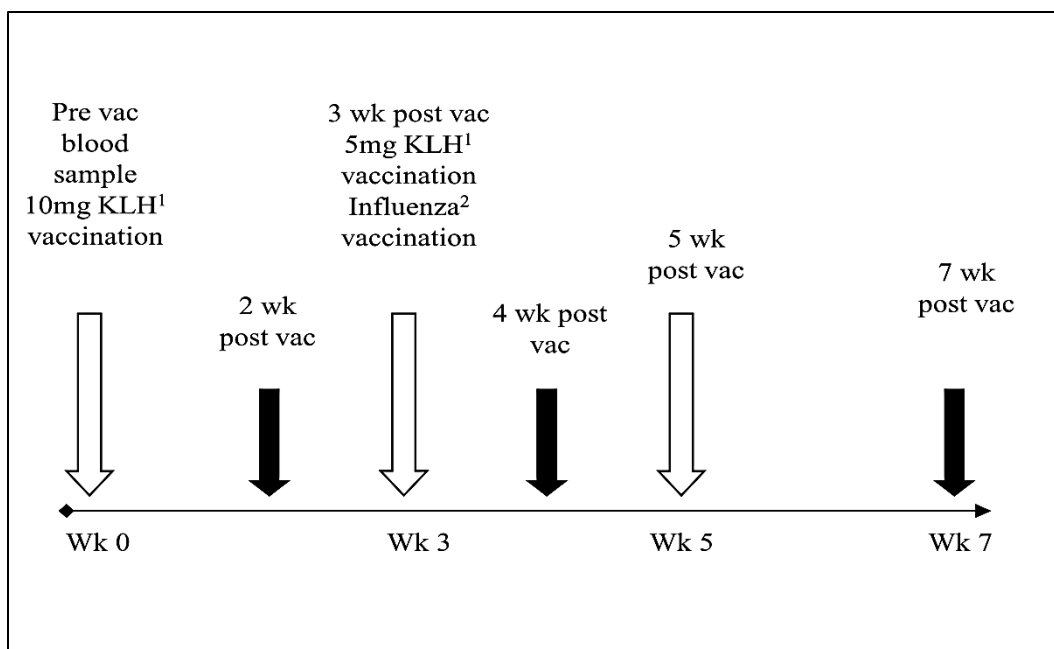 Pre vac
blood
sample
10mg KLH¹
vaccination
2 wk
post vac
3 wk post vac
5mg KLH¹
vaccination
Influenza²
vaccination
4 wk post
vac
5 wk
post vac
7 wk
post vac
Wk 0
Wk 3
Wk 5
Wk 7